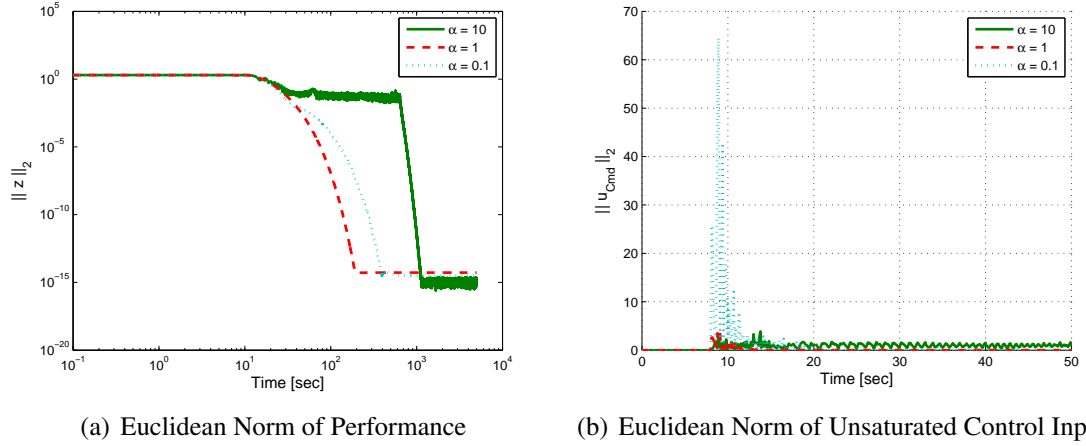 α = 10
α = 1
α = 0.1
10^5
10^0
10^−5
10^−10
10^−15
10^−20
|| z ||_2
10^−1
10^0
10^1
10^2
10^3
10^4
Time [sec]
(a) Euclidean Norm of Performance
α = 10
α = 1
α = 0.1
70
60
50
40
30
20
10
0
|| u_Cmd ||_2
0
10
20
30
40
50
Time [sec]
(b) Euclidean Norm of Unsaturated Control Inp